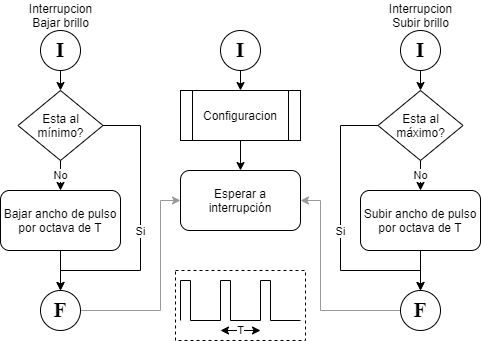 Interrupcion
Bajar brillo
I
Esta al
mínimo?
No
Bajar ancho de pulso
por octava de T
Si
F
I
Configuracion
Esperar a
interrupción
T
Interrupcion
Subir brillo
I
Esta al
máximo?
No
Subir ancho de pulso
por octava de T
Si
F